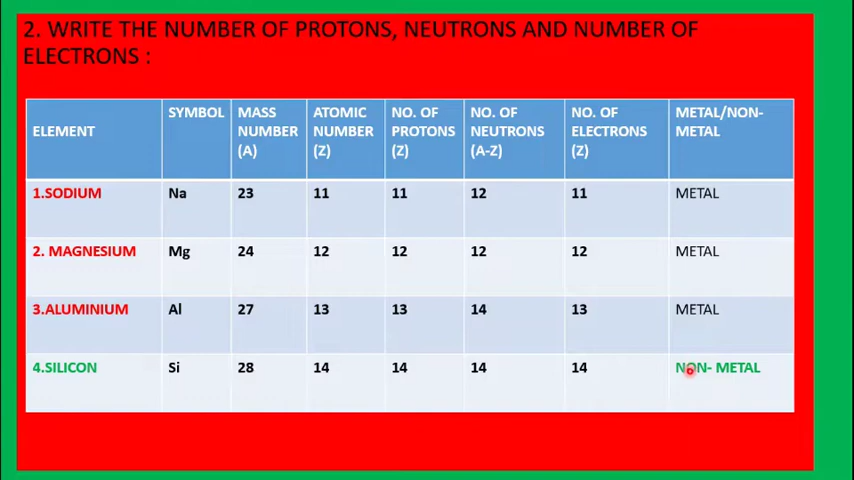 2. WRITE THE NUMBER OF PROTONS, NEUTRONS AND NUMBER OF
ELECTRONS :
ELEMENT SYMBOL MASS NUMBER (A) ATOMIC NUMBER (Z) NO. OF PROTONS (Z) NO. OF NEUTRONS (A-Z) NO. OF ELECTRONS (Z) METAL/NON-METAL
1.SODIUM Na 23 11 11 12 11 METAL
2. MAGNESIUM Mg 24 12 12 12 12 METAL
3.ALUMINIUM Al 27 13 13 14 13 METAL
4.SILICON Si 28 14 14 14 14 NON- METAL